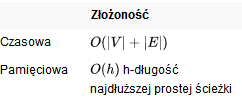 Złożoność
Czasowa O(|V| + |E|)
Pamięciowa O(h) h-długość
najdłuższej prostej ścieżki